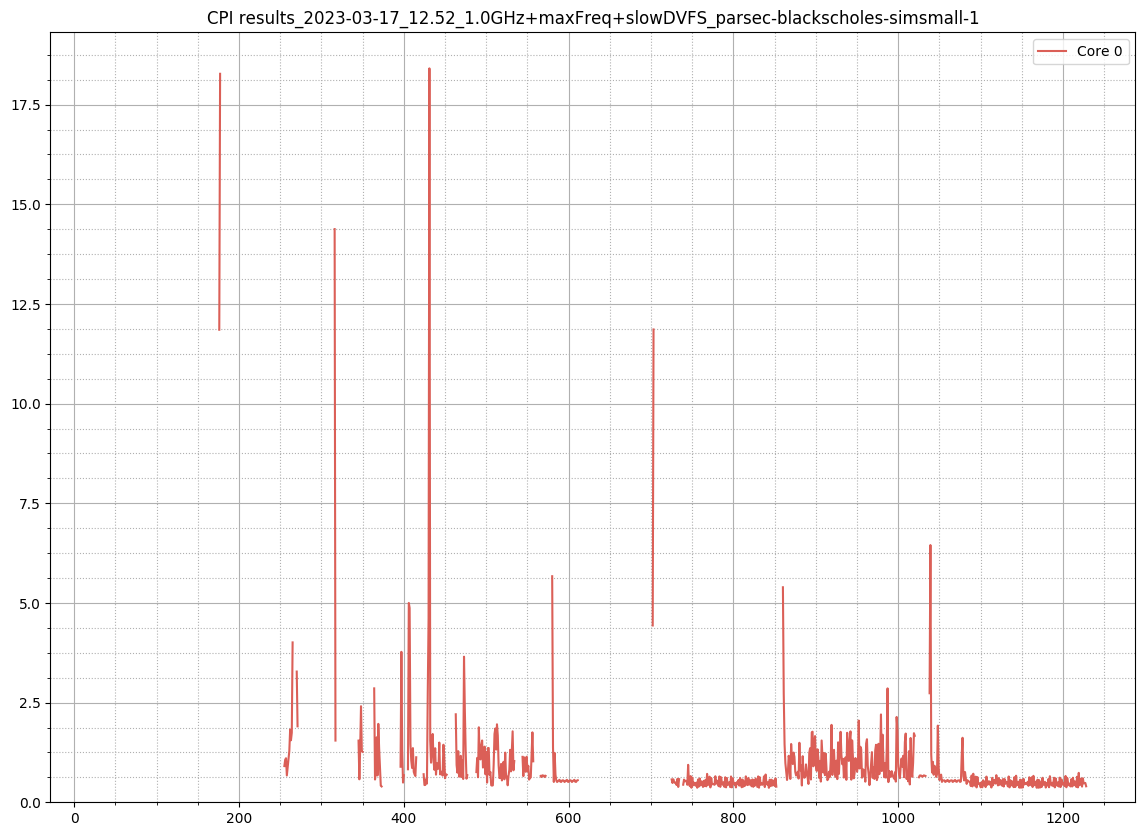 CPI results_2023-03-17_12.52_1.0GHz+maxFreq+slowDVFS_parsec-blackscholes-simsmall-1
Core 0
17.5
15.0
12.5
10.0
7.5
5.0
2.5
0.0
0 200 400 600 800 1000 1200